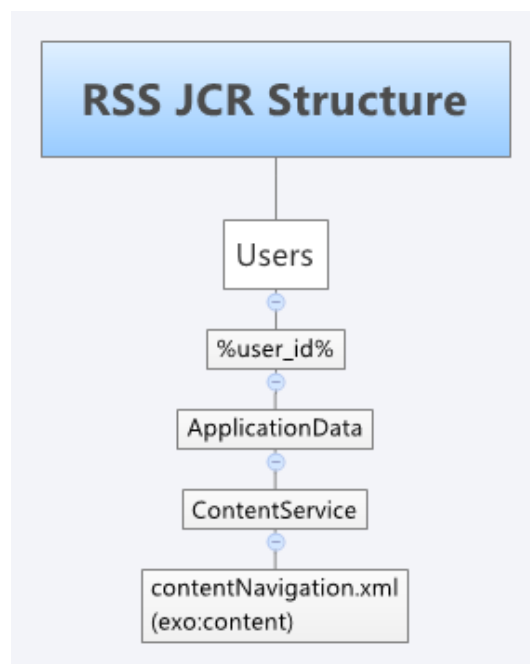 RSS JCR Structure
Users
%user_id%
ApplicationData
ContentService
contentNavigation.xml
(exo:content)